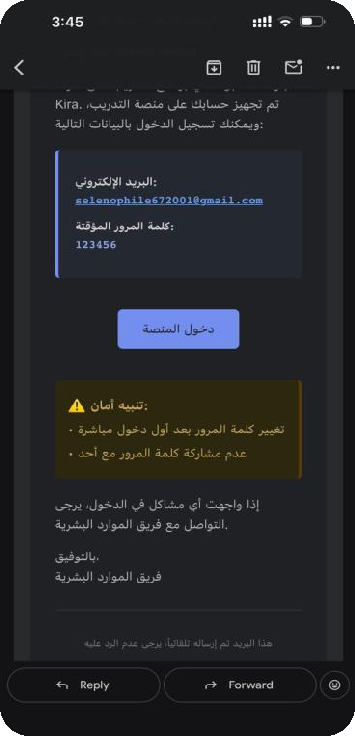 3:45
تم تجهيز حسابك على منصة التدريب، Kira.
ويمكنك تسجيل الدخول بالبيانات التالية:
البريد الإلكتروني:
selenophile672001@gmail.com
كلمة المرور المؤقتة:
123456
دخول المنصة
⚠️ تنبيه أمان:
• تغيير كلمة المرور بعد أول دخول مباشرة
• عدم مشاركة كلمة المرور مع أحد
إذا واجهت أي مشاكل في الدخول، يرجى
التواصل مع فريق الموارد البشرية.
بالتوفيق،
فريق الموارد البشرية
هذا البريد تم إرساله تلقائياً، يرجى عدم الرد عليه
Reply
Forward